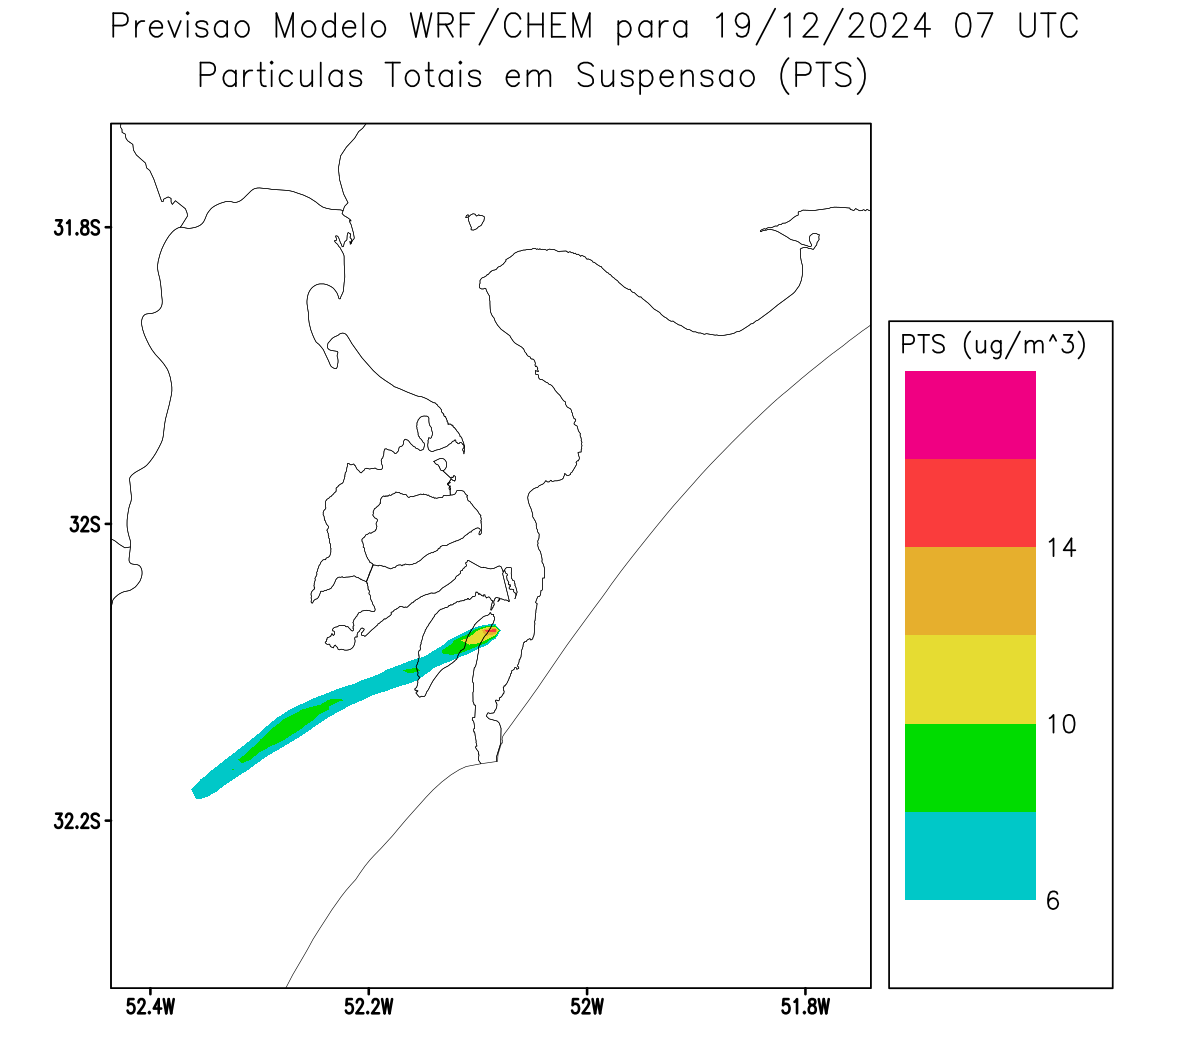 Previsao Modelo WRF/CHEM para 19/12/2024 07 UTC
Particulas Totais em Suspensao (PTS)
31.8S
32S
32.2S
52.4W
52.2W
52W
51.8W
PTS (ug/m^3)
14
10
6